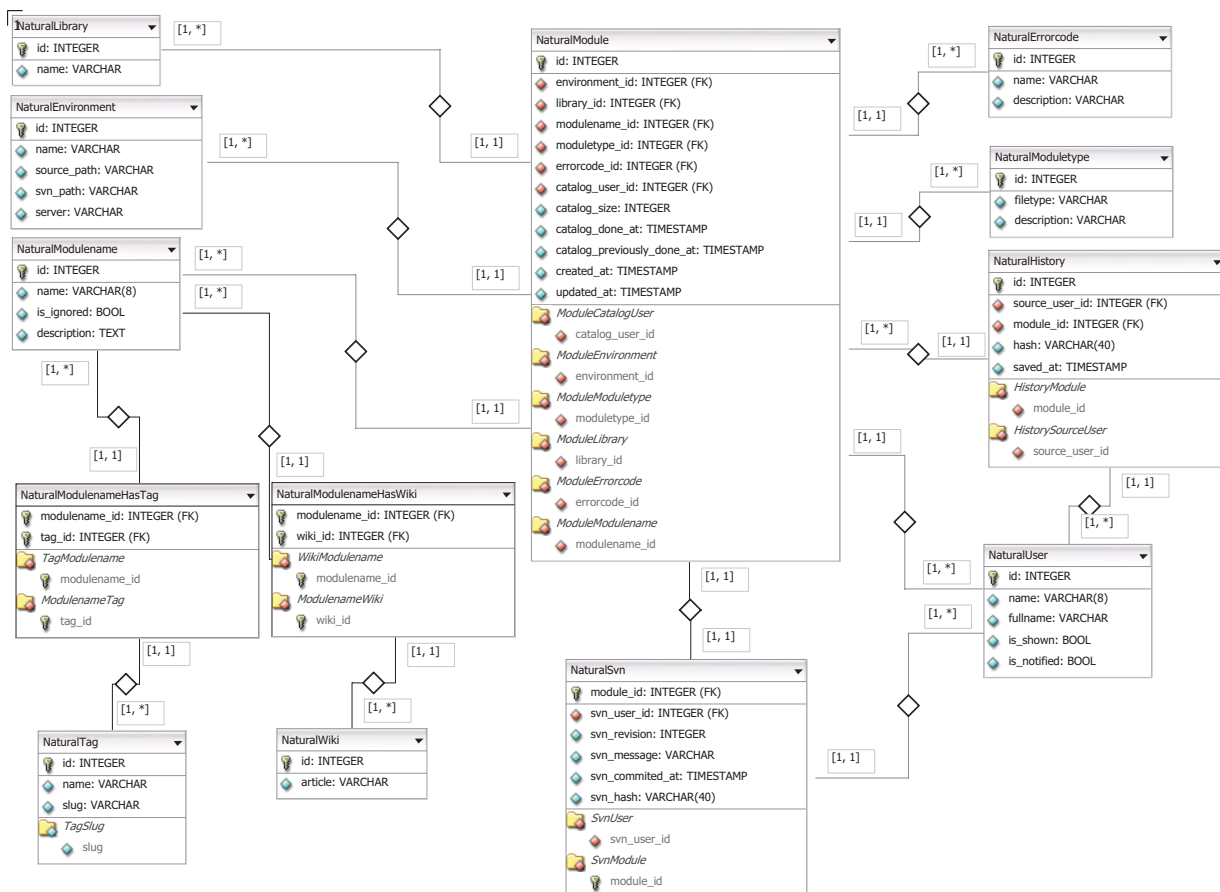 1
NaturalLibrary
id: INTEGER
name: VARCHAR
[1, *]
[1, 1]
NaturalEnvironment
id: INTEGER
name: VARCHAR
source_path: VARCHAR
svn_path: VARCHAR
server: VARCHAR
[1, *]
[1, 1]
NaturalModulename
id: INTEGER
name: VARCHAR(8)
is_ignored: BOOL
description: TEXT
[1, *]
[1, *]
[1, 1]
[1, *]
[1, 1]
[1, 1]
NaturalModulenameHasTag
modulename_id: INTEGER (FK)
tag_id: INTEGER (FK)
TagModulename
modulename_id
ModulenameTag
tag_id
[1, 1]
[1, *]
NaturalTag
id: INTEGER
name: VARCHAR
slug: VARCHAR
TagSlug
slug
NaturalModulenameHasWiki
modulename_id: INTEGER (FK)
wiki_id: INTEGER (FK)
WikiModulename
modulename_id
ModulenameWiki
wiki_id
[1, 1]
[1, *]
NaturalWiki
id: INTEGER
article: VARCHAR
NaturalModule
id: INTEGER
environment_id: INTEGER (FK)
library_id: INTEGER (FK)
modulename_id: INTEGER (FK)
moduletype_id: INTEGER (FK)
errorcode_id: INTEGER (FK)
catalog_user_id: INTEGER (FK)
catalog_size: INTEGER
catalog_done_at: TIMESTAMP
catalog_previously_done_at: TIMESTAMP
created_at: TIMESTAMP
updated_at: TIMESTAMP
ModuleCatalogUser
catalog_user_id
ModuleEnvironment
environment_id
ModuleModuletype
moduletype_id
ModuleLibrary
library_id
ModuleErrorcode
errorcode_id
ModuleModulename
modulename_id
[1, 1]
[1, 1]
NaturalSvn
module_id: INTEGER (FK)
svn_user_id: INTEGER (FK)
svn_revision: INTEGER
svn_message: VARCHAR
svn_commited_at: TIMESTAMP
svn_hash: VARCHAR(40)
SvnUser
svn_user_id
SvnModule
module_id
[1, *]
[1, 1]
NaturalErrorcode
id: INTEGER
name: VARCHAR
description: VARCHAR
[1, *]
[1, 1]
NaturalModuletype
id: INTEGER
filetype: VARCHAR
description: VARCHAR
[1, *]
[1, 1]
NaturalHistory
id: INTEGER
source_user_id: INTEGER (FK)
module_id: INTEGER (FK)
hash: VARCHAR(40)
saved_at: TIMESTAMP
HistoryModule
module_id
HistorySourceUser
source_user_id
[1, 1]
[1, *]
[1, 1]
[1, *]
[1, *]
[1, 1]
NaturalUser
id: INTEGER
name: VARCHAR(8)
fullname: VARCHAR
is_shown: BOOL
is_notified: BOOL